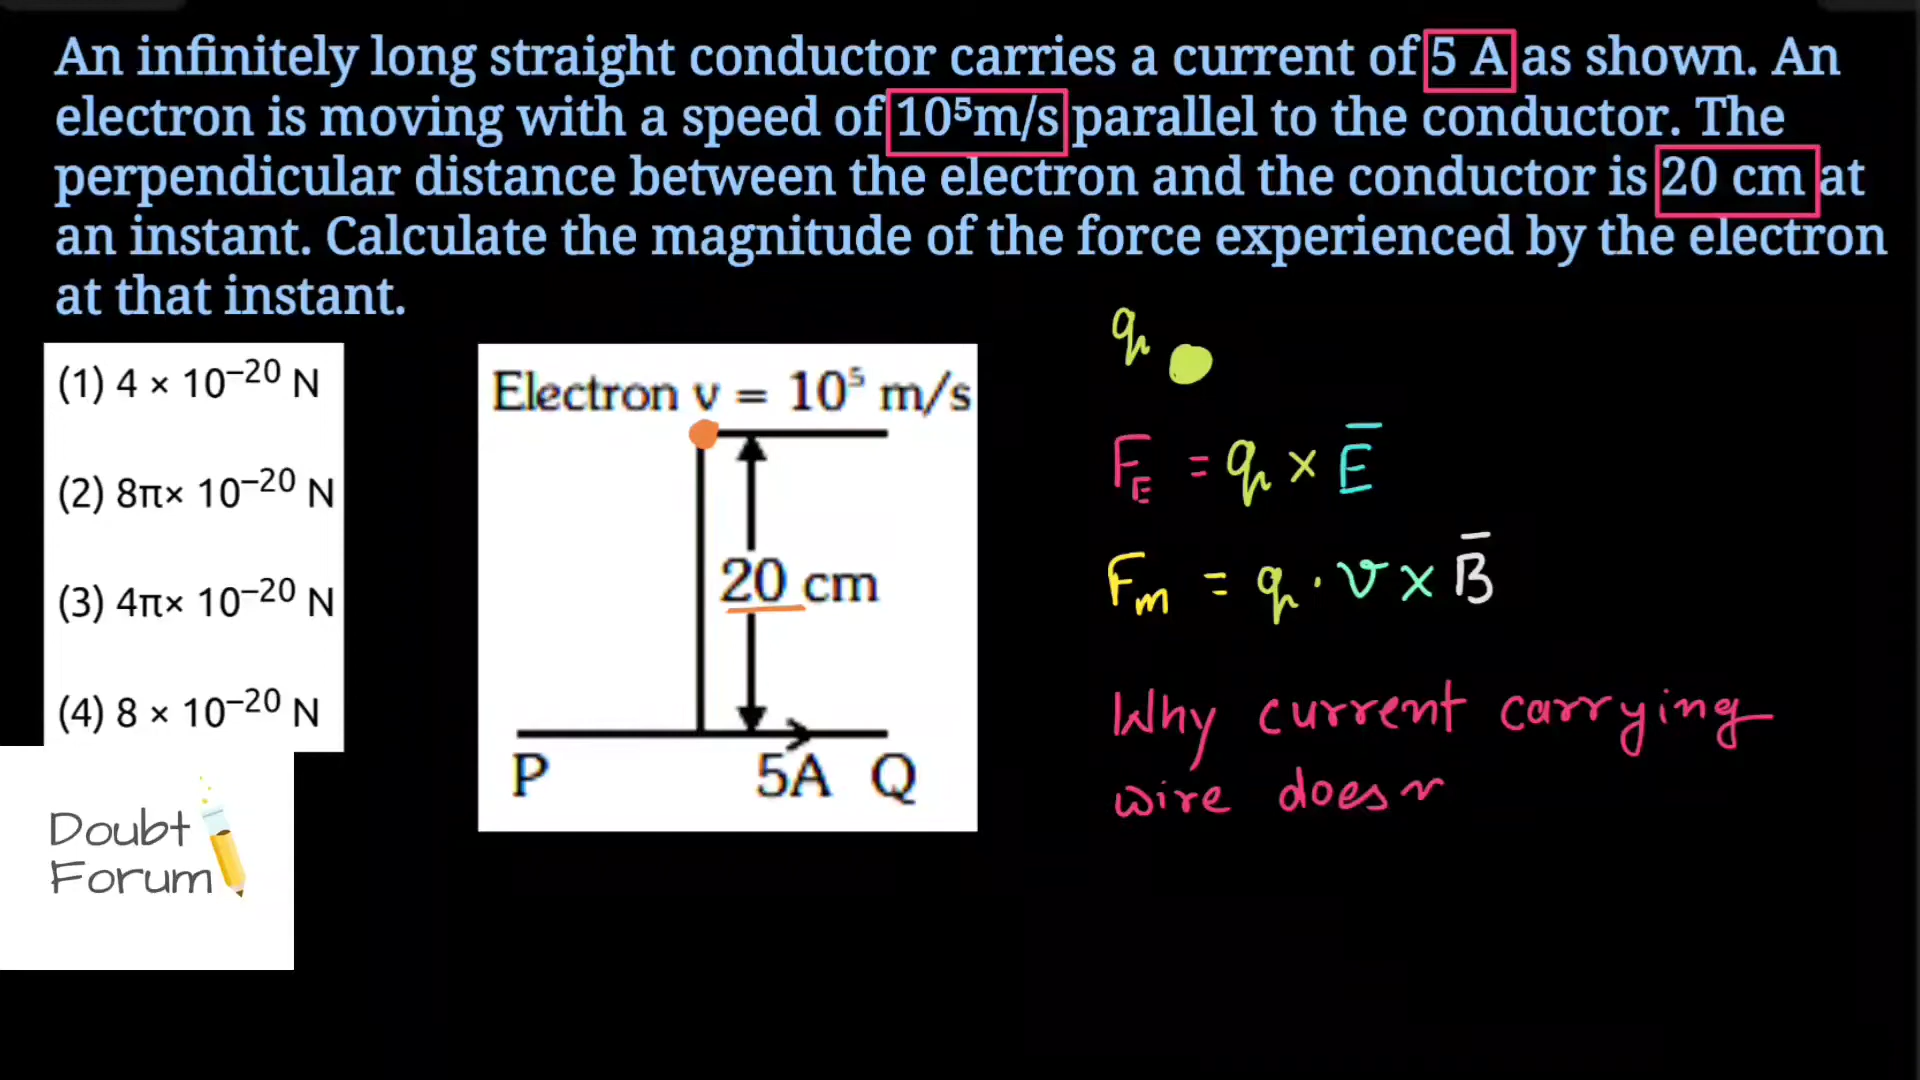 An infinitely long straight conductor carries a current of 5 A as shown. An
electron is moving with a speed of 10⁵m/s parallel to the conductor. The
perpendicular distance between the electron and the conductor is 20 cm at
an instant. Calculate the magnitude of the force experienced by the electron
at that instant.
(1) 4 × 10⁻²⁰ N
(2) 8π× 10⁻²⁰ N
(3) 4π× 10⁻²⁰ N
(4) 8 × 10⁻²⁰ N
Electron v = 10⁵ m/s
20 cm
P 5A Q
q
F_E = q × E̅
F_m = q · v × B̅
Why current carrying
wire doesn
Doubt
Forum